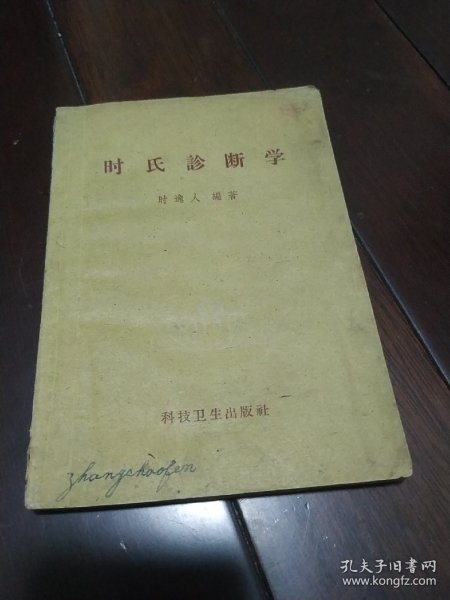 时氏診断学
时逸人 編著
科技卫生出版社
zhangchaofen
孔夫子旧书网
www.kongfz.com